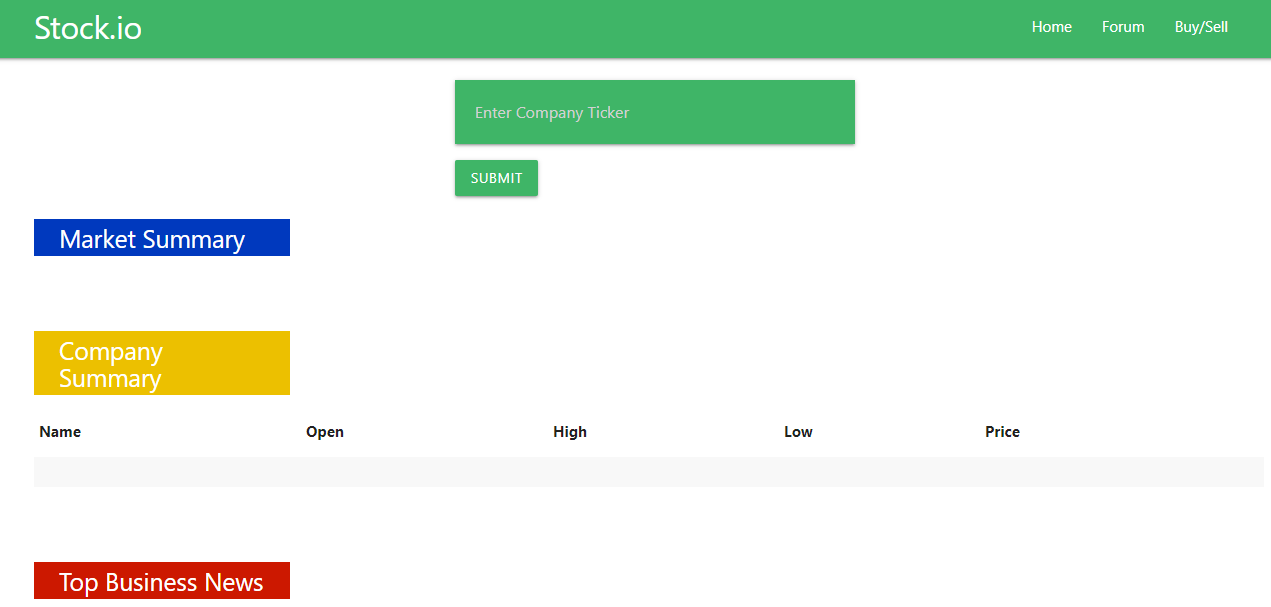 Stock.io
Home Forum Buy/Sell
Enter Company Ticker
SUBMIT
Market Summary
Company
Summary
Name Open High Low Price
Top Business News